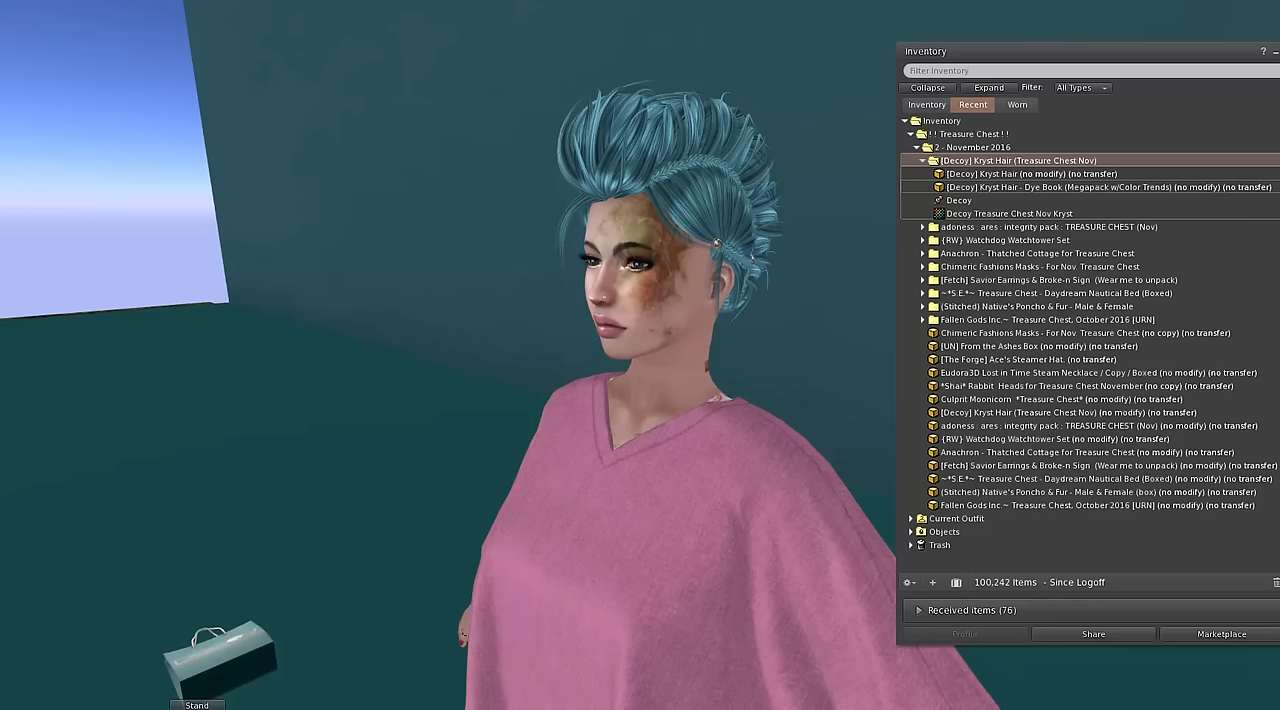 Inventory
?
Filter Inventory
Collapse Expand Filter: All Types
Inventory Recent Worn
Inventory
! ! Treasure Chest ! !
2 - November 2016
[Decoy] Kryst Hair (Treasure Chest Nov)
[Decoy] Kryst Hair (no modify) (no transfer)
[Decoy] Kryst Hair - Dye Book (Megapack w/Color Trends) (no modify) (no transfer)
Decoy
Decoy Treasure Chest Nov Kryst
adoness : ares : integrity pack : TREASURE CHEST (Nov)
{RW} Watchdog Watchtower Set
Anachron - Thatched Cottage for Treasure Chest
Chimeric Fashions Masks - For Nov. Treasure Chest
[Fetch] Savior Earrings & Broke-n Sign (Wear me to unpack)
~*S.E.*~ Treasure Chest - Daydream Nautical Bed (Boxed)
(Stitched) Native's Poncho & Fur - Male & Female
Fallen Gods Inc.~ Treasure Chest, October 2016 [URN]
Chimeric Fashions Masks - For Nov. Treasure Chest (no copy) (no transfer)
[UN] From the Ashes Box (no modify) (no transfer)
[The Forge] Ace's Steamer Hat. (no transfer)
Eudora3D Lost in Time Steam Necklace / Copy / Boxed (no modify) (no transfer)
*Shai* Rabbit Heads for Treasure Chest November (no copy) (no transfer)
Culprit Moonicorn *Treasure Chest* (no modify) (no transfer)
[Decoy] Kryst Hair (Treasure Chest Nov) (no modify) (no transfer)
adoness : ares : integrity pack : TREASURE CHEST (Nov) (no modify) (no transfer)
{RW} Watchdog Watchtower Set (no modify) (no transfer)
Anachron - Thatched Cottage for Treasure Chest (no modify) (no transfer)
[Fetch] Savior Earrings & Broke-n Sign (Wear me to unpack) (no modify) (no transfer)
~*S.E.*~ Treasure Chest - Daydream Nautical Bed (Boxed) (no modify) (no transfer)
(Stitched) Native's Poncho & Fur - Male & Female (box) (no modify) (no transfer)
Fallen Gods Inc.~ Treasure Chest, October 2016 [URN] (no modify) (no transfer)
Current Outfit
Objects
Trash
100,242 Items - Since Logoff
Received items (76)
Profile Share Marketplace
Stand